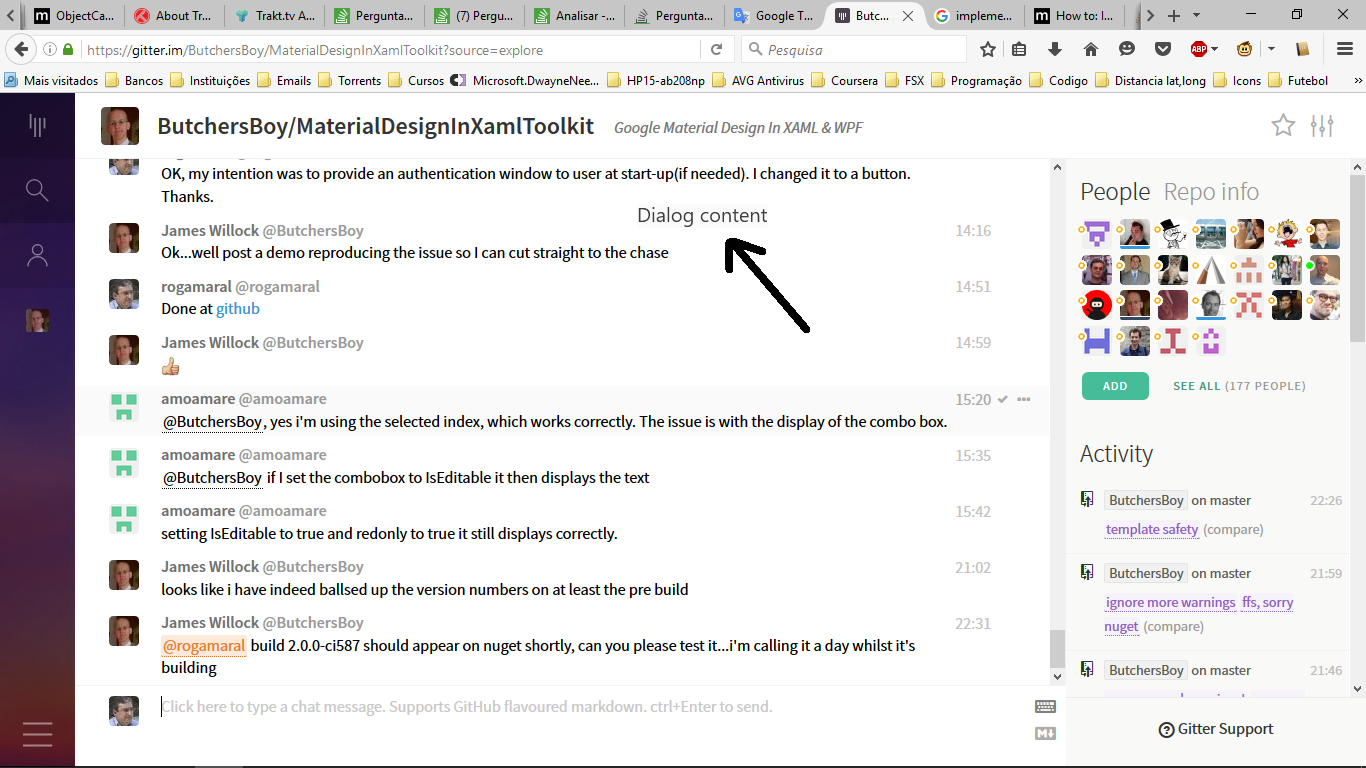 ObjectCa...
About Tr...
Trakt.tv A...
Pergunta...
(7) Pergu...
Analisar -...
Pergunta...
Google T...
Butc...
impleme...
How to: I...
https://gitter.im/ButchersBoy/MaterialDesignInXamlToolkit?source=explore
Pesquisa
ABP
Mais visitados
Bancos
Instituições
Emails
Torrents
Cursos
Microsoft.DwayneNee...
HP15-ab208np
AVG Antivirus
Coursera
FSX
Programação
Codigo
Distancia lat,long
Icons
Futebol
ButchersBoy/MaterialDesignInXamlToolkit Google Material Design In XAML & WPF
OK, my intention was to provide an authentication window to user at start-up(if needed). I changed it to a button.
Thanks.
Dialog content
James Willock @ButchersBoy 14:16
Ok...well post a demo reproducing the issue so I can cut straight to the chase
rogamaral @rogamaral 14:51
Done at github
James Willock @ButchersBoy 14:59
amoamare @amoamare 15:20
@ButchersBoy, yes i'm using the selected index, which works correctly. The issue is with the display of the combo box.
amoamare @amoamare 15:35
@ButchersBoy if I set the combobox to IsEditable it then displays the text
amoamare @amoamare 15:42
setting IsEditable to true and redonly to true it still displays correctly.
James Willock @ButchersBoy 21:02
looks like i have indeed ballsed up the version numbers on at least the pre build
James Willock @ButchersBoy 22:31
@rogamaral build 2.0.0-ci587 should appear on nuget shortly, can you please test it...i'm calling it a day whilst it's
building
Click here to type a chat message. Supports GitHub flavoured markdown. ctrl+Enter to send.
People Repo info
ADD SEE ALL (177 PEOPLE)
Activity
ButchersBoy on master 22:26
template safety (compare)
ButchersBoy on master 21:59
ignore more warnings ffs, sorry
nuget (compare)
ButchersBoy on master 21:46
Gitter Support